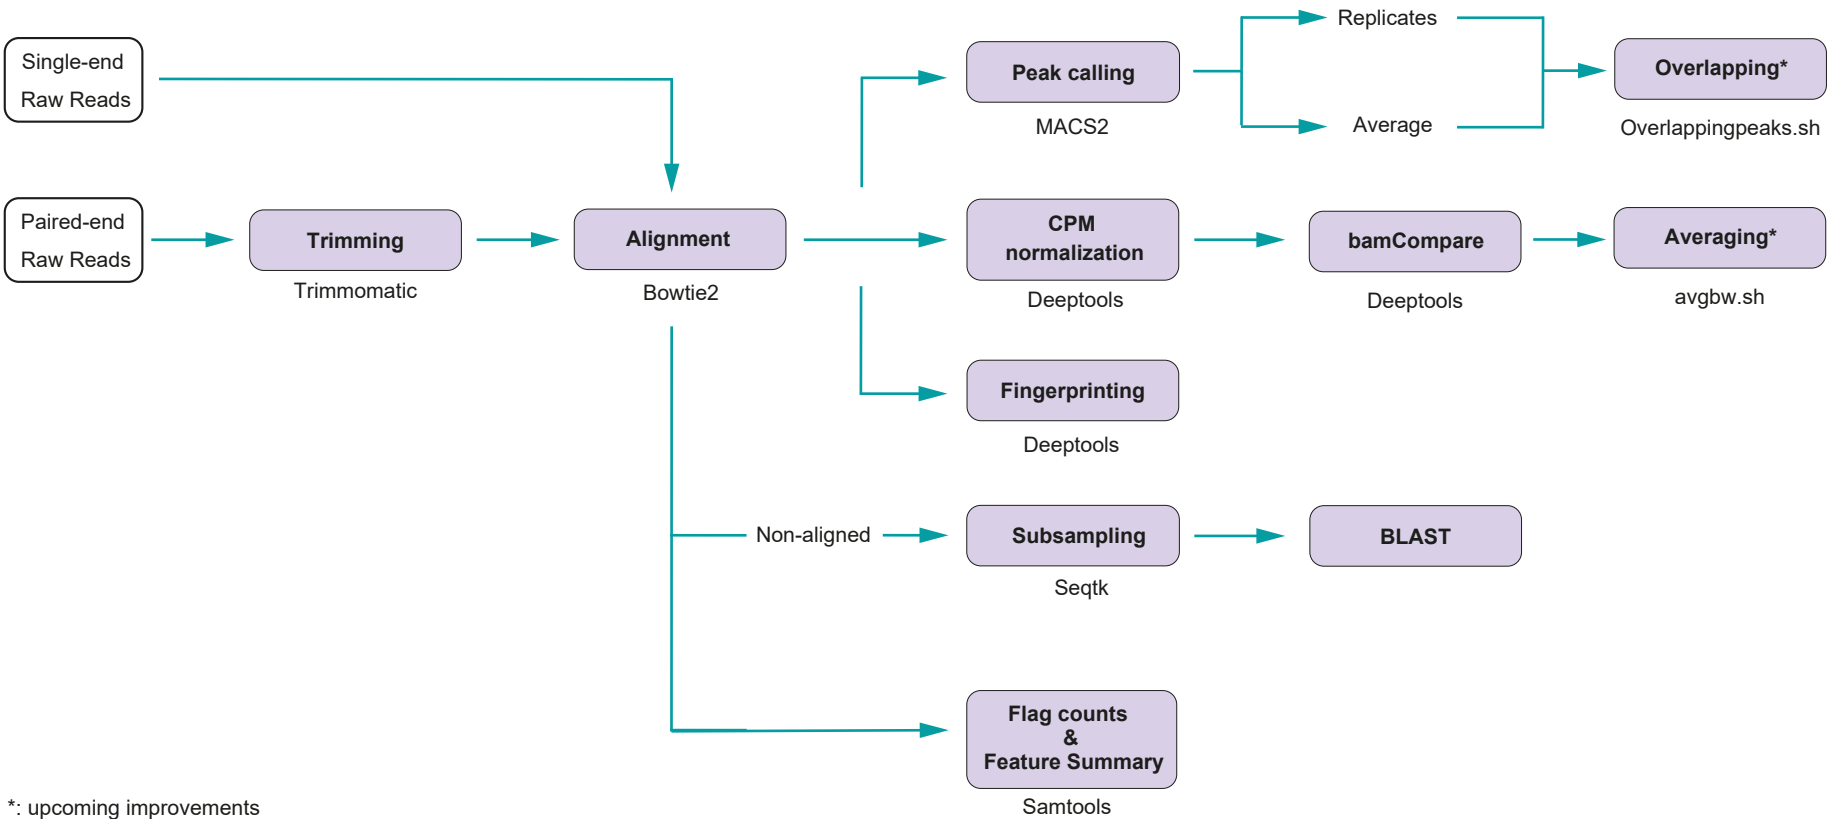 Single-end
Raw Reads
Paired-end
Raw Reads
Trimming
Trimmomatic
Alignment
Bowtie2
Peak calling
MACS2
Replicates
Average
Overlapping*
Overlappingpeaks.sh
CPM
normalization
Deeptools
bamCompare
Deeptools
Averaging*
avgbw.sh
Fingerprinting
Deeptools
Non-aligned
Subsampling
Seqtk
BLAST
Flag counts
&
Feature Summary
Samtools
*: upcoming improvements